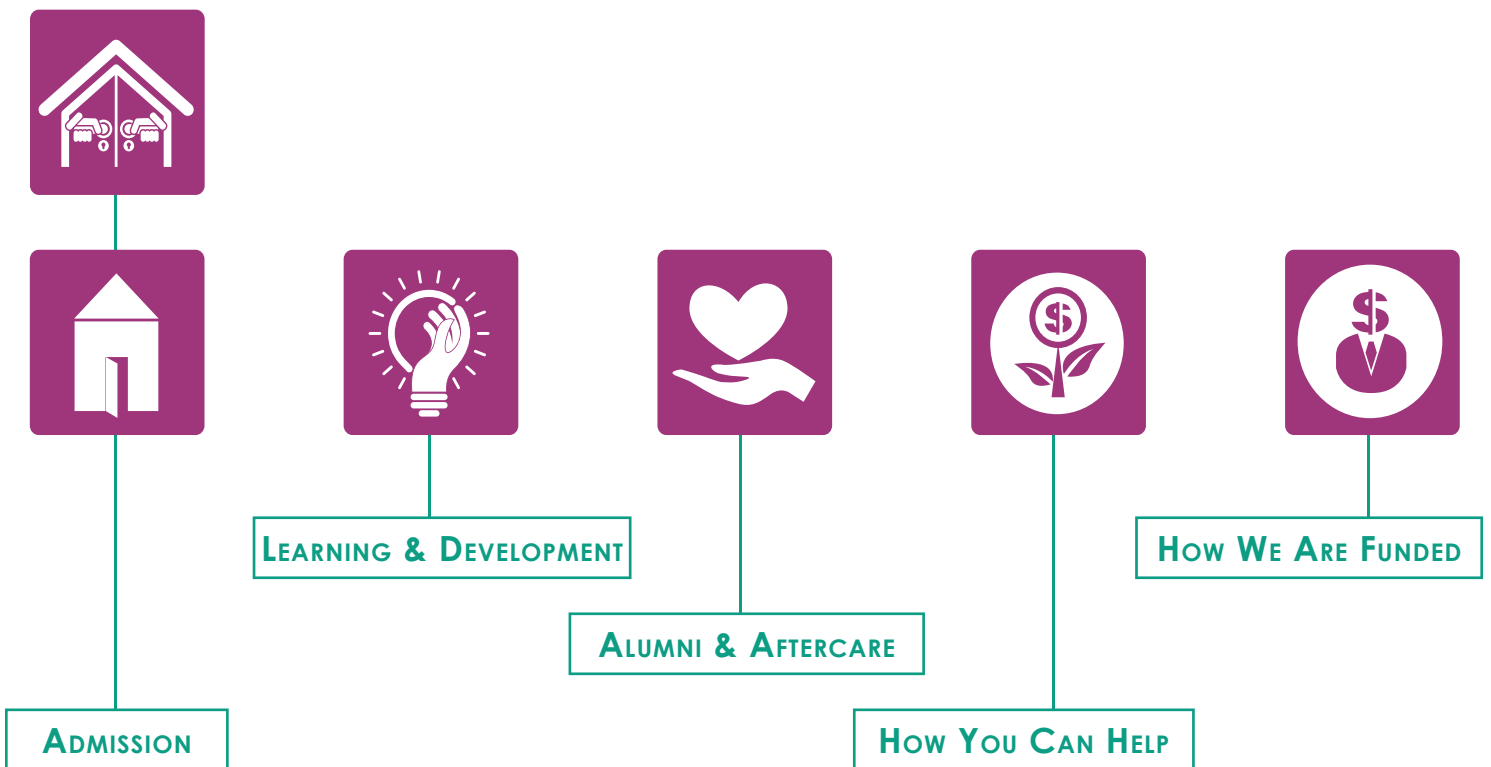 Learning & Development
How We Are Funded
Alumni & Aftercare
Admission
How You Can Help